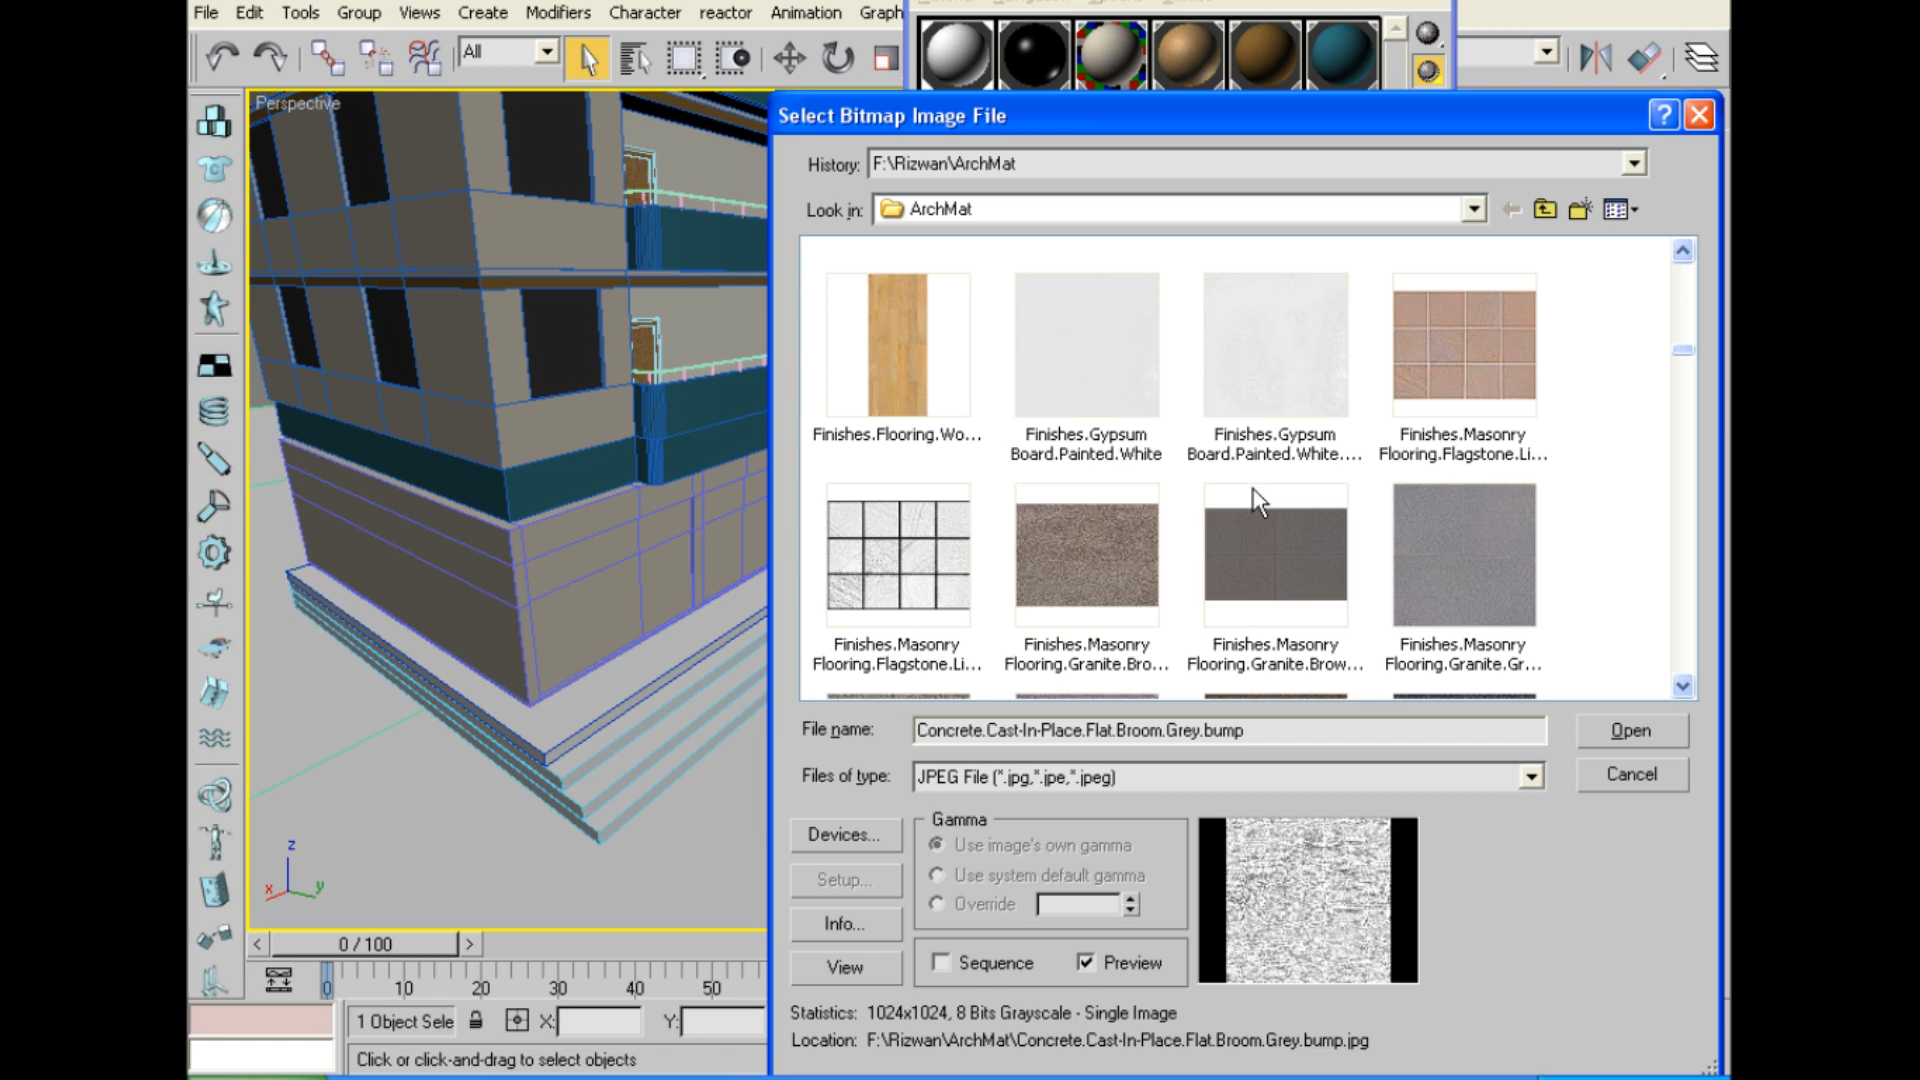 File Edit Tools Group Views Create Modifiers Character reactor Animation Graph
All
Perspective
Select Bitmap Image File
History: F:\Rizwan\ArchMat
Look in: ArchMat
Finishes.Flooring.Wo...
Finishes.Gypsum
Board.Painted.White
Finishes.Gypsum
Board.Painted.White....
Finishes.Masonry
Flooring.Flagstone.Li...
Finishes.Masonry
Flooring.Flagstone.Li...
Finishes.Masonry
Flooring.Granite.Bro...
Finishes.Masonry
Flooring.Granite.Brow...
Finishes.Masonry
Flooring.Granite.Gr...
File name: Concrete.Cast-In-Place.Flat.Broom.Grey.bump
Open
Files of type: JPEG File (*.jpg,*.jpe,*.jpeg)
Cancel
Devices...
Setup...
Info...
View
Gamma
Use image's own gamma
Use system default gamma
Override
Sequence
Preview
Statistics: 1024x1024, 8 Bits Grayscale - Single Image
Location: F:\Rizwan\ArchMat\Concrete.Cast-In-Place.Flat.Broom.Grey.bump.jpg
z
x
y
< 0 / 100 >
0 10 20 30 40 50
1 Object Sele X: Y:
Click or click-and-drag to select objects